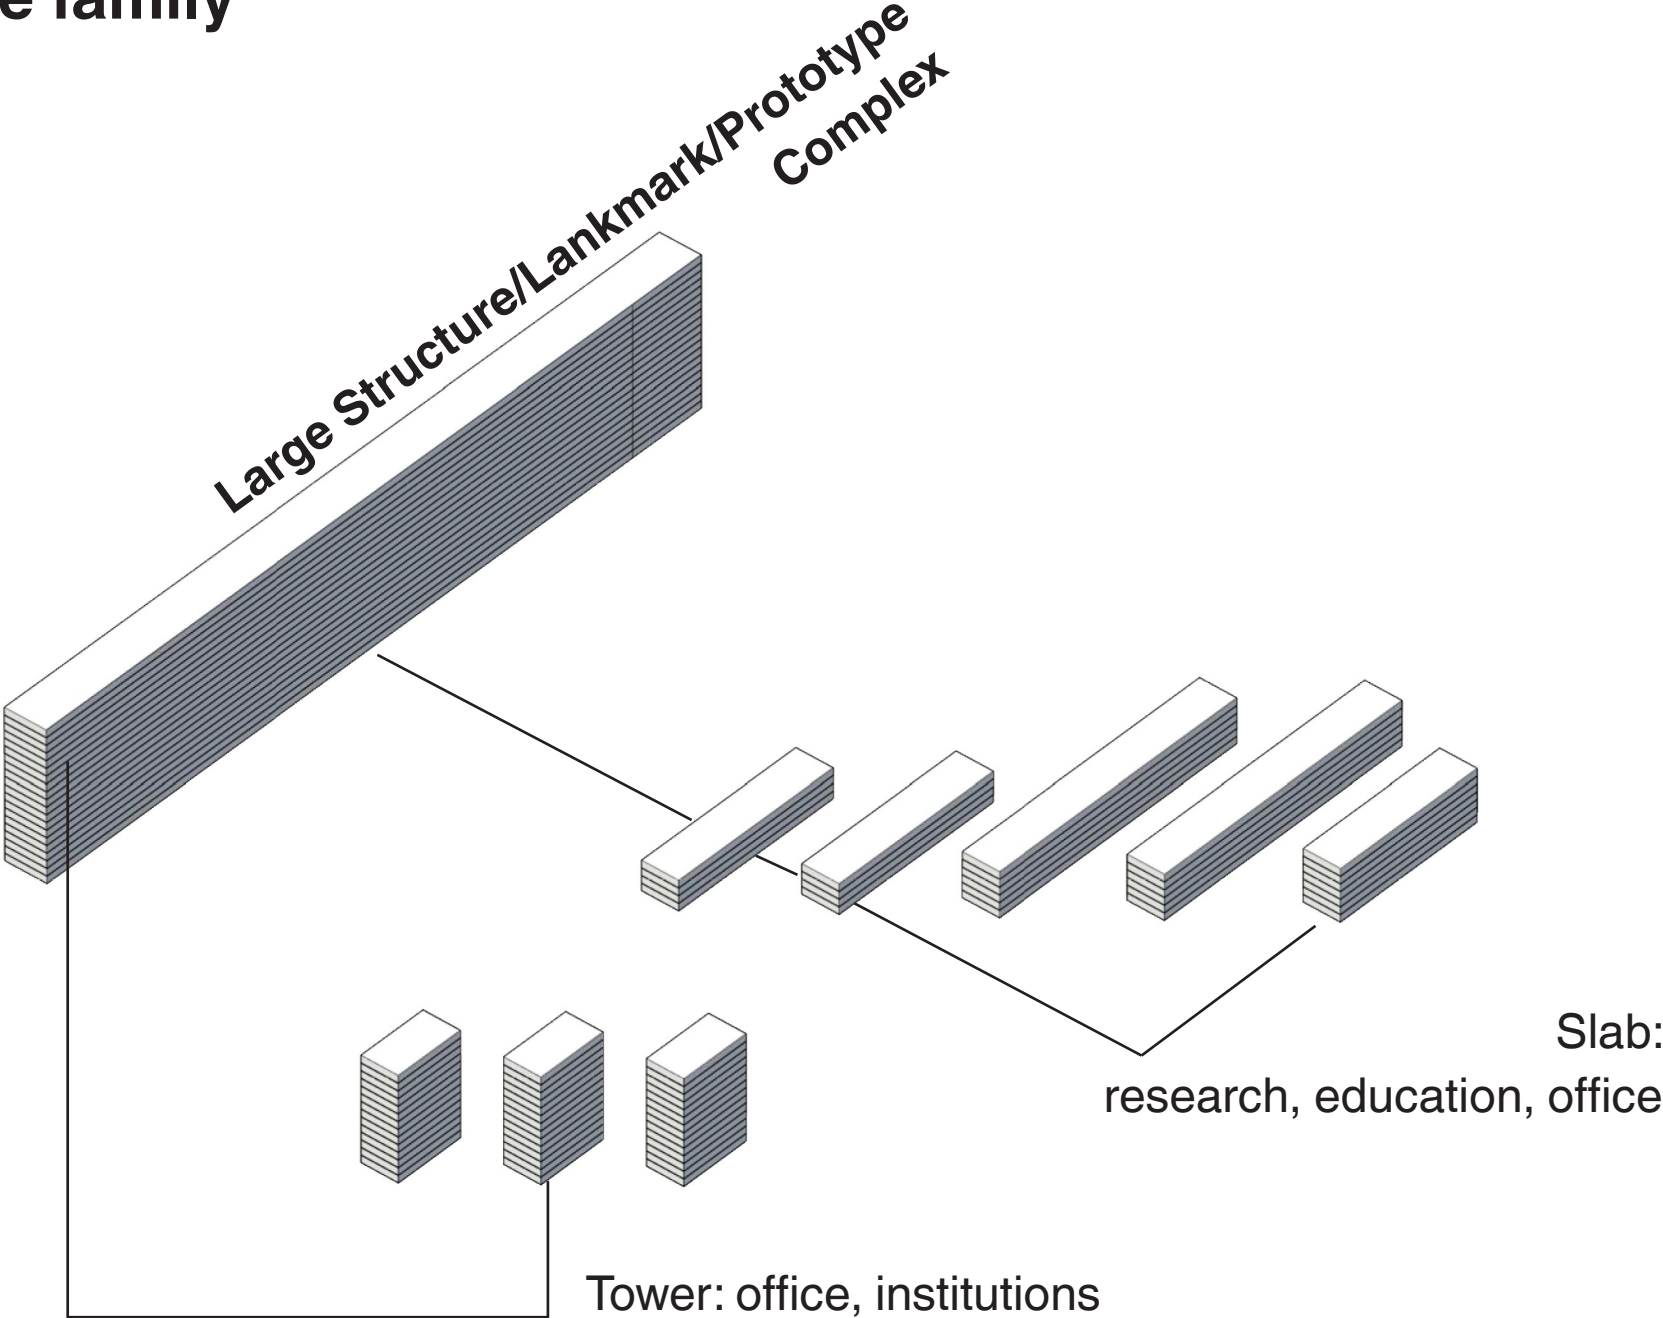 e family
Large Structure/Lankmark/Prototype
Complex
Slab:
research, education, office
Tower: office, institutions